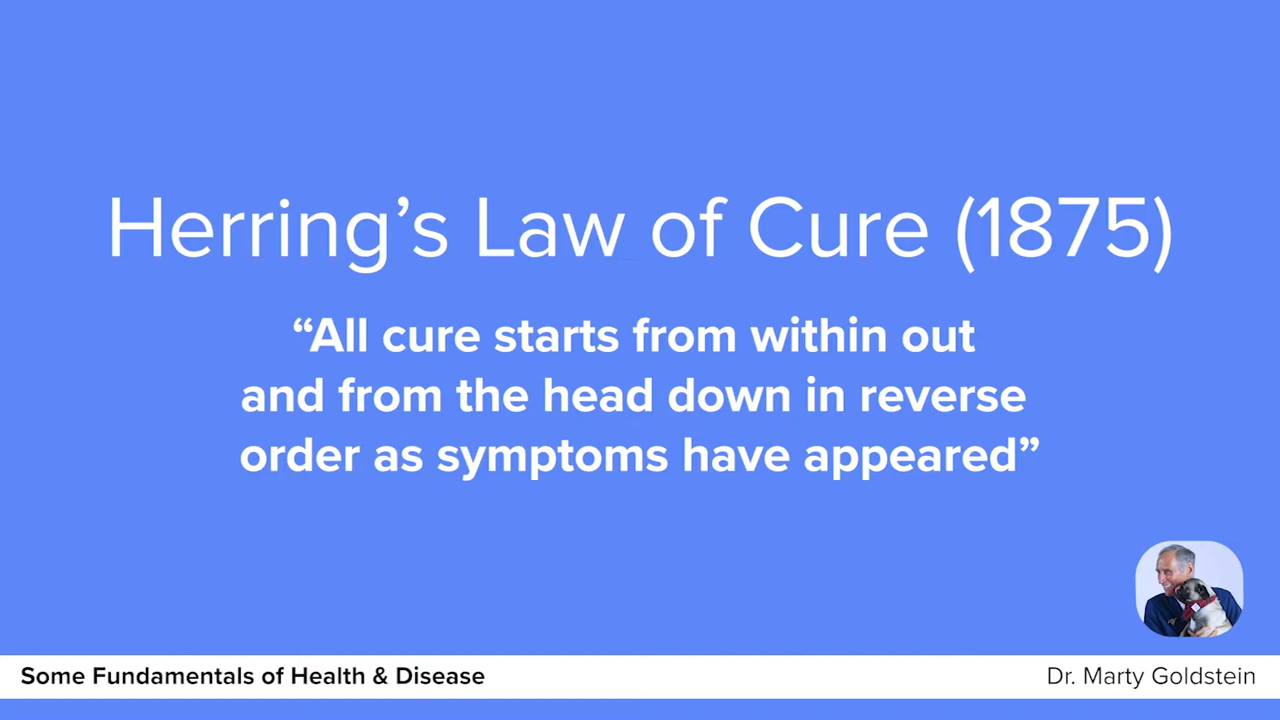 Herring’s Law of Cure (1875)
“All cure starts from within out
and from the head down in reverse
order as symptoms have appeared”
Some Fundamentals of Health & Disease
Dr. Marty Goldstein